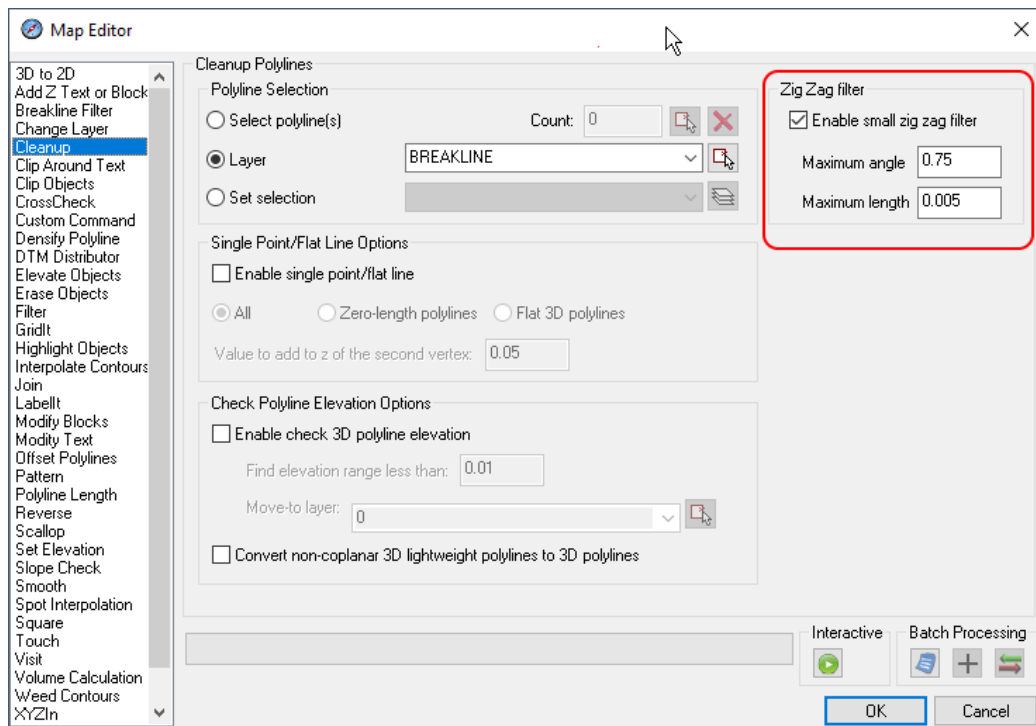 Map Editor
3D to 2D
Add Z Text or Block
Breakline Filter
Change Layer
Cleanup
Clip Around Text
Clip Objects
CrossCheck
Custom Command
Densify Polyline
DTM Distributor
Elevate Objects
Erase Objects
Filter
GridIt
Highlight Objects
Interpolate Contours
Join
LabelIt
Modify Blocks
Modify Text
Offset Polylines
Pattern
Polyline Length
Reverse
Scallop
Set Elevation
Slope Check
Smooth
Spot Interpolation
Square
Touch
Visit
Volume Calculation
Weed Contours
XYZIn
Cleanup Polylines
Polyline Selection
Select polyline(s) Count: 0
Layer BREAKLINE
Set selection
Single Point/Flat Line Options
Enable single point/flat line
All Zero-length polylines Flat 3D polylines
Value to add to z of the second vertex: 0.05
Check Polyline Elevation Options
Enable check 3D polyline elevation
Find elevation range less than: 0.01
Move-to layer: 0
Convert non-coplanar 3D lightweight polylines to 3D polylines
Zig Zag filter
Enable small zig zag filter
Maximum angle 0.75
Maximum length 0.005
Interactive Batch Processing
OK Cancel